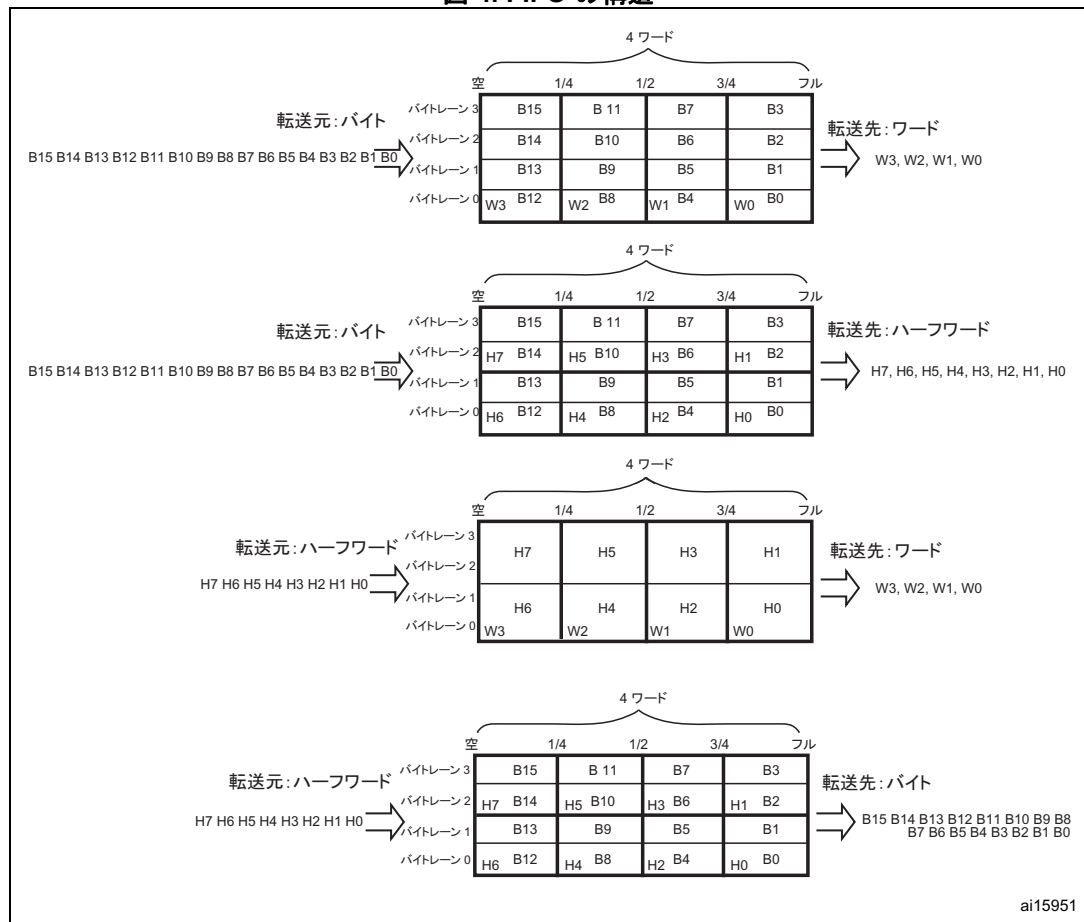 4 ワード
空 1/4 1/2 3/4 フル
バイトレーン 3 B15 B 11 B7 B3
転送元：バイト 転送先：ワード
バイトレーン 2 B14 B10 B6 B2
B15 B14 B13 B12 B11 B10 B9 B8 B7 B6 B5 B4 B3 B2 B1 B0 W3, W2, W1, W0
バイトレーン 1 B13 B9 B5 B1
バイトレーン 0 W3 B12 W2 B8 W1 B4 W0 B0
4 ワード
空 1/4 1/2 3/4 フル
バイトレーン 3 B15 B 11 B7 B3
転送元：バイト 転送先：ハーフワード
バイトレーン 2 H7 B14 H5 B10 H3 B6 H1 B2
B15 B14 B13 B12 B11 B10 B9 B8 B7 B6 B5 B4 B3 B2 B1 B0 H7, H6, H5, H4, H3, H2, H1, H0
バイトレーン 1 B13 B9 B5 B1
バイトレーン 0 H6 B12 H4 B8 H2 B4 H0 B0
4 ワード
空 1/4 1/2 3/4 フル
バイトレーン 3
転送元：ハーフワード H7 H5 H3 H1 転送先：ワード
バイトレーン 2
H7 H6 H5 H4 H3 H2 H1 H0 W3, W2, W1, W0
バイトレーン 1 H6 H4 H2 H0
バイトレーン 0 W3 W2 W1 W0
4 ワード
空 1/4 1/2 3/4 フル
バイトレーン 3 B15 B 11 B7 B3
転送元：ハーフワード 転送先：バイト
バイトレーン 2 H7 B14 H5 B10 H3 B6 H1 B2
H7 H6 H5 H4 H3 H2 H1 H0 B15 B14 B13 B12 B11 B10 B9 B8
バイトレーン 1 B13 B9 B5 B1 B7 B6 B5 B4 B3 B2 B1 B0
バイトレーン 0 H6 B12 H4 B8 H2 B4 H0 B0
ai15951